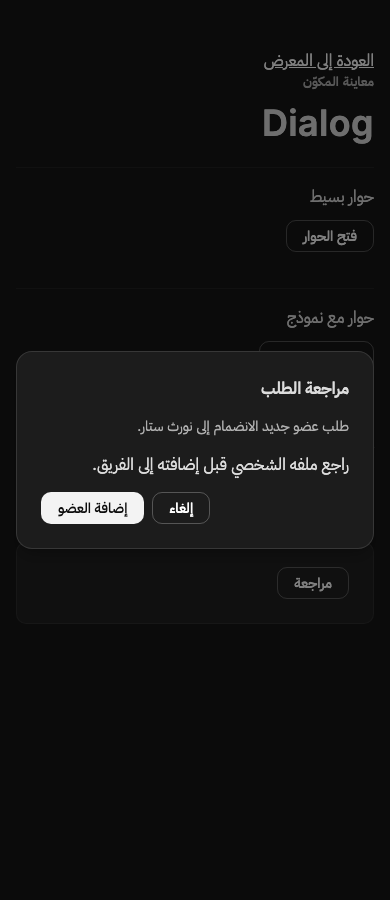 العودة إلى المعرض
معاينة المكوّن
Dialog
حوار بسيط
فتح الحوار
حوار مع نموذج
مراجعة الطلب
طلب عضو جديد الانضمام إلى نورث ستار.
راجع ملفه الشخصي قبل إضافته إلى الفريق.
إلغاء
إضافة العضو
مراجعة